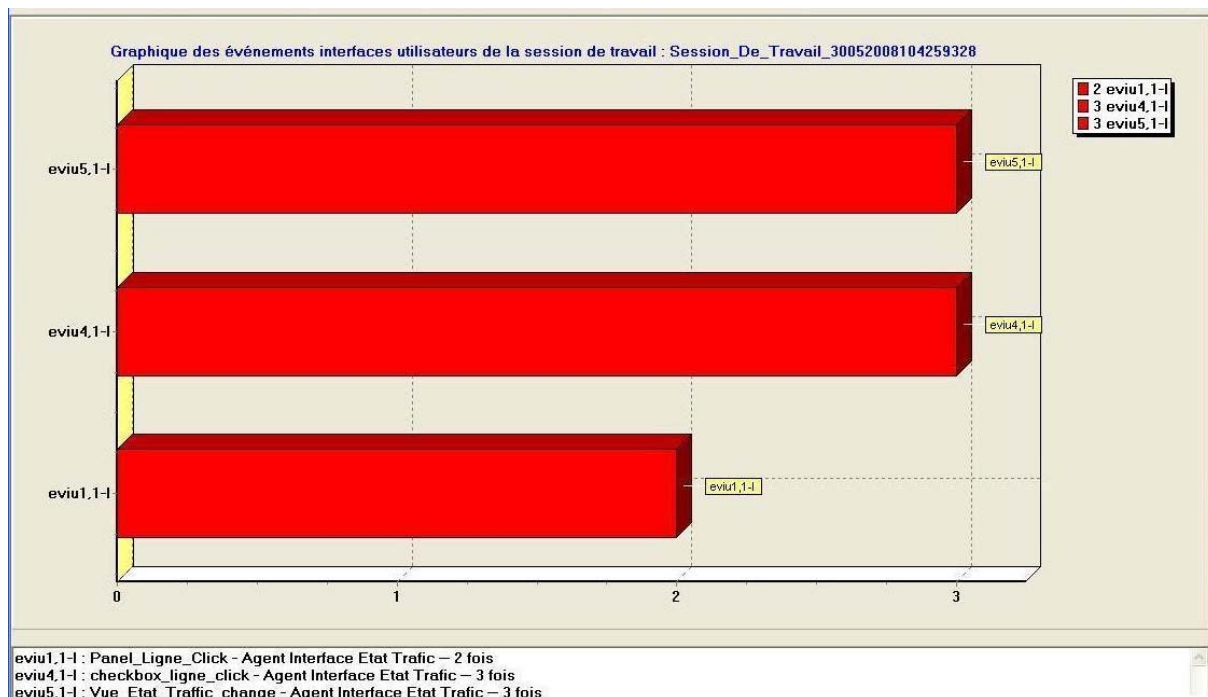 Graphique des événements interfaces utilisateurs de la session de travail : Session_De_Travail_30052008104259328
2 eviu1,1-I
3 eviu4,1-I
3 eviu5,1-I
eviu5,1-I
eviu5,1-I
eviu4,1-I
eviu4,1-I
eviu1,1-I
eviu1,1-I
0 1 2 3
eviu1,1-I : Panel_Ligne_Click - Agent Interface Etat Trafic – 2 fois
eviu4,1-I : checkbox_ligne_click - Agent Interface Etat Trafic – 3 fois
eviu5,1-I : Vue_Etat_Traffic_change - Agent Interface Etat Trafic – 3 fois